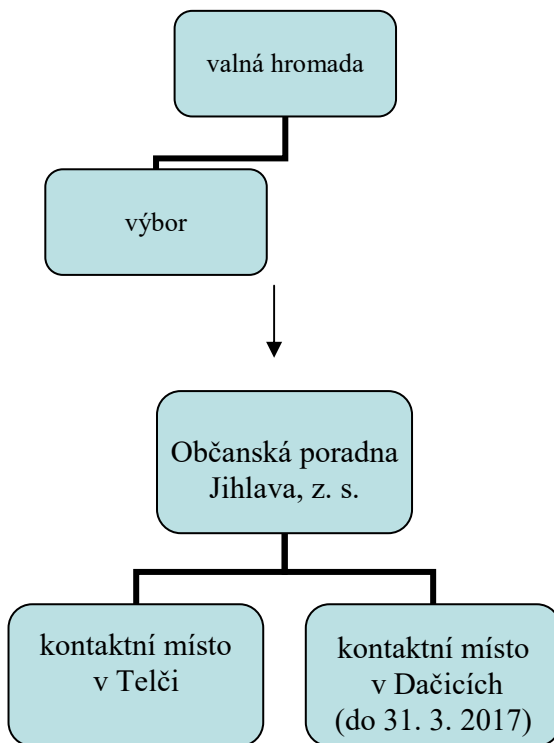 valná hromada
výbor
Občanská poradna
Jihlava, z. s.
kontaktní místo
v Telči
kontaktní místo
v Dačicích
(do 31. 3. 2017)